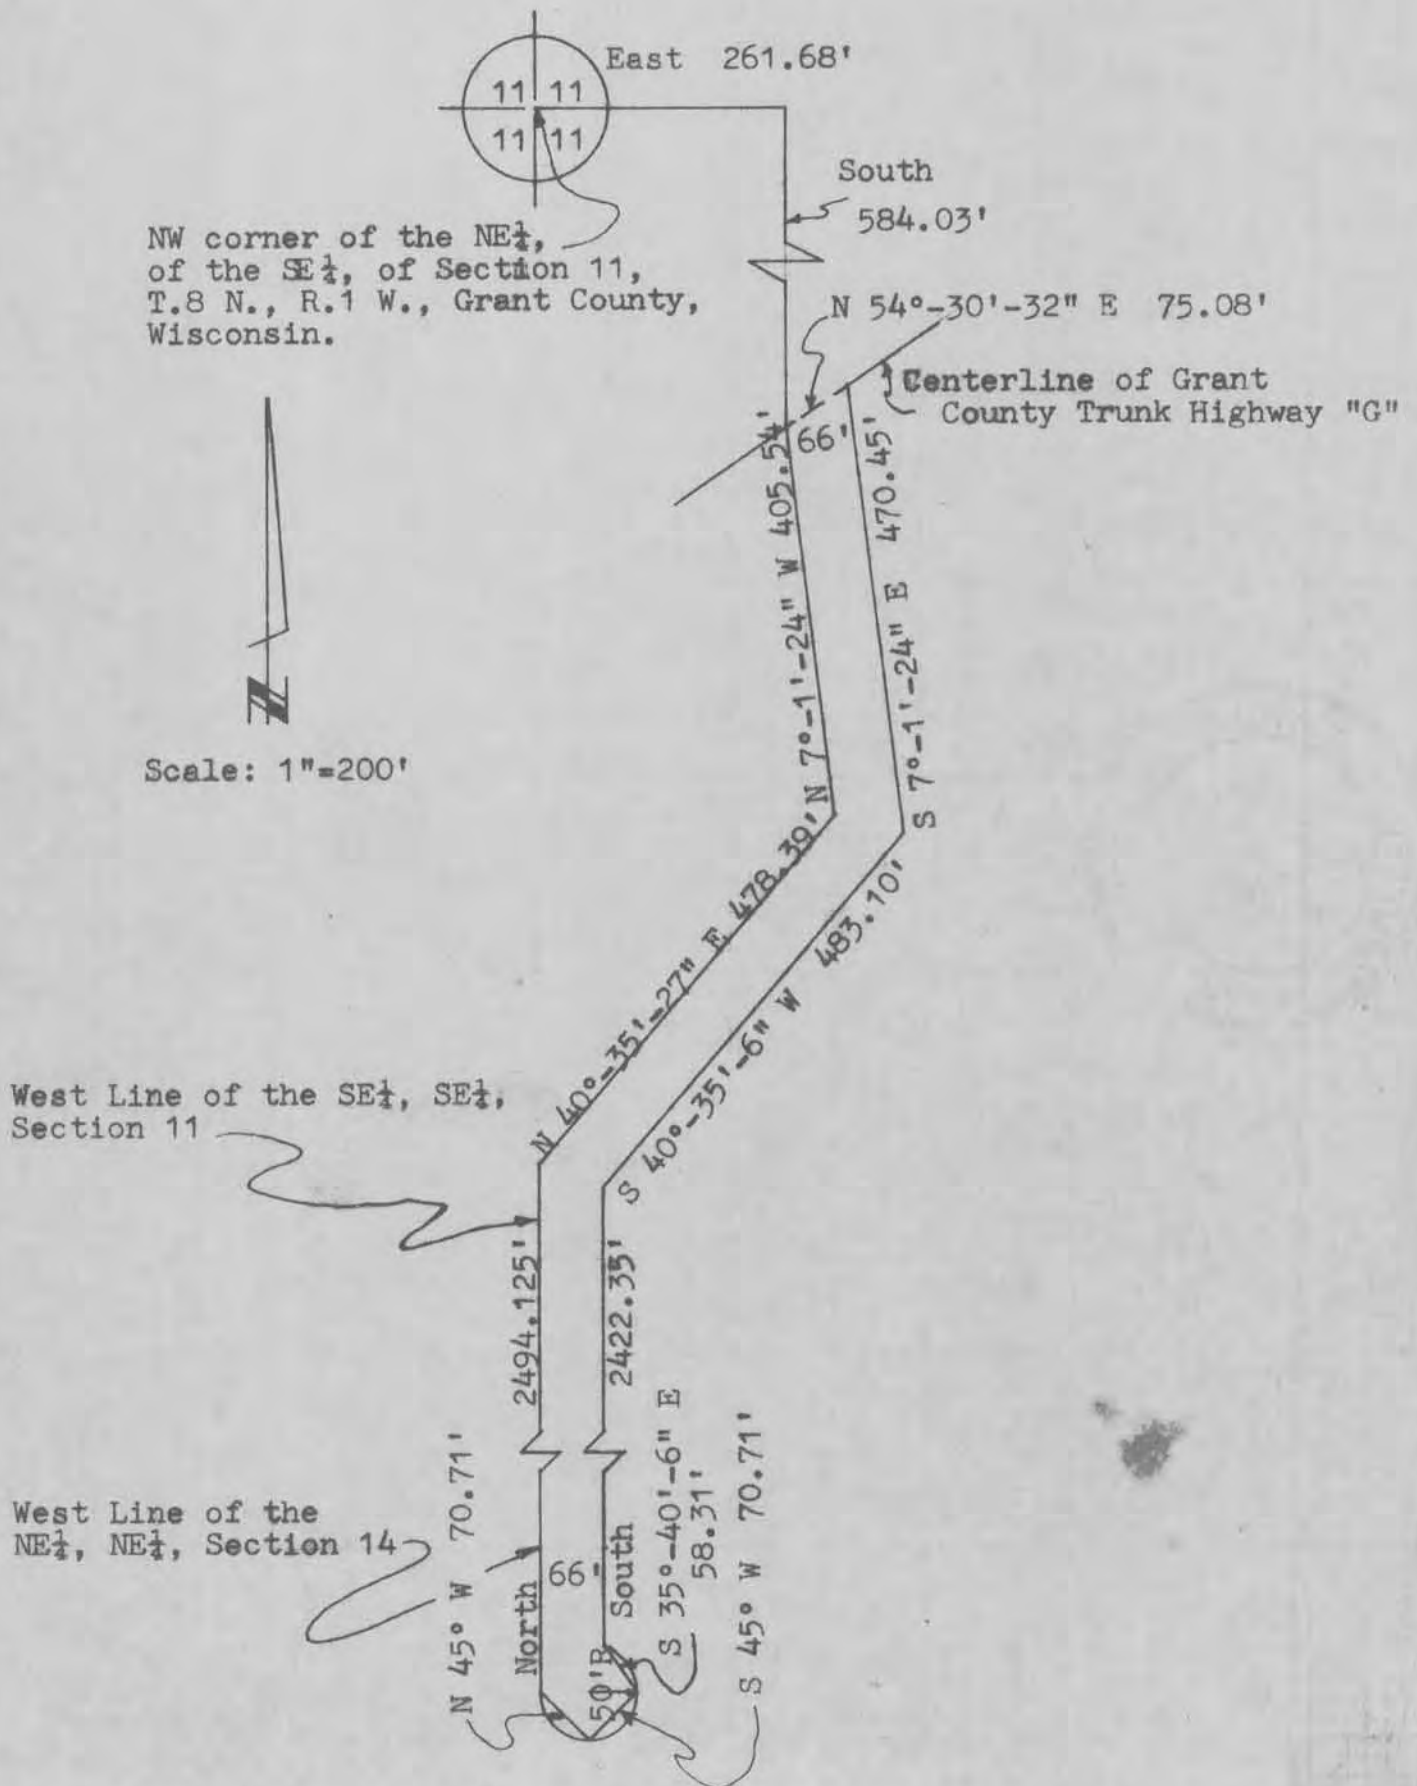 East 261.68'
11 11
11 11
South
584.03'
NW corner of the NE¼,
of the SE¼, of Section 11,
T.8 N., R.1 W., Grant County,
Wisconsin.
N 54°-30'-32" E 75.08'
Centerline of Grant
County Trunk Highway "G"
66'
N 7°-1'-24" W 405.54'
S 7°-1'-24" E 470.45'
Scale: 1"=200'
N 40°-35'-27" E 478.39'
S 40°-35'-6" W 483.10'
West Line of the SE¼, SE¼,
Section 11
North 2494.125'
South 2422.35'
West Line of the
NE¼, NE¼, Section 14
66'
N 45° W 70.71'
50'R
S 35°-40'-6" E
58.31'
S 45° W 70.71'